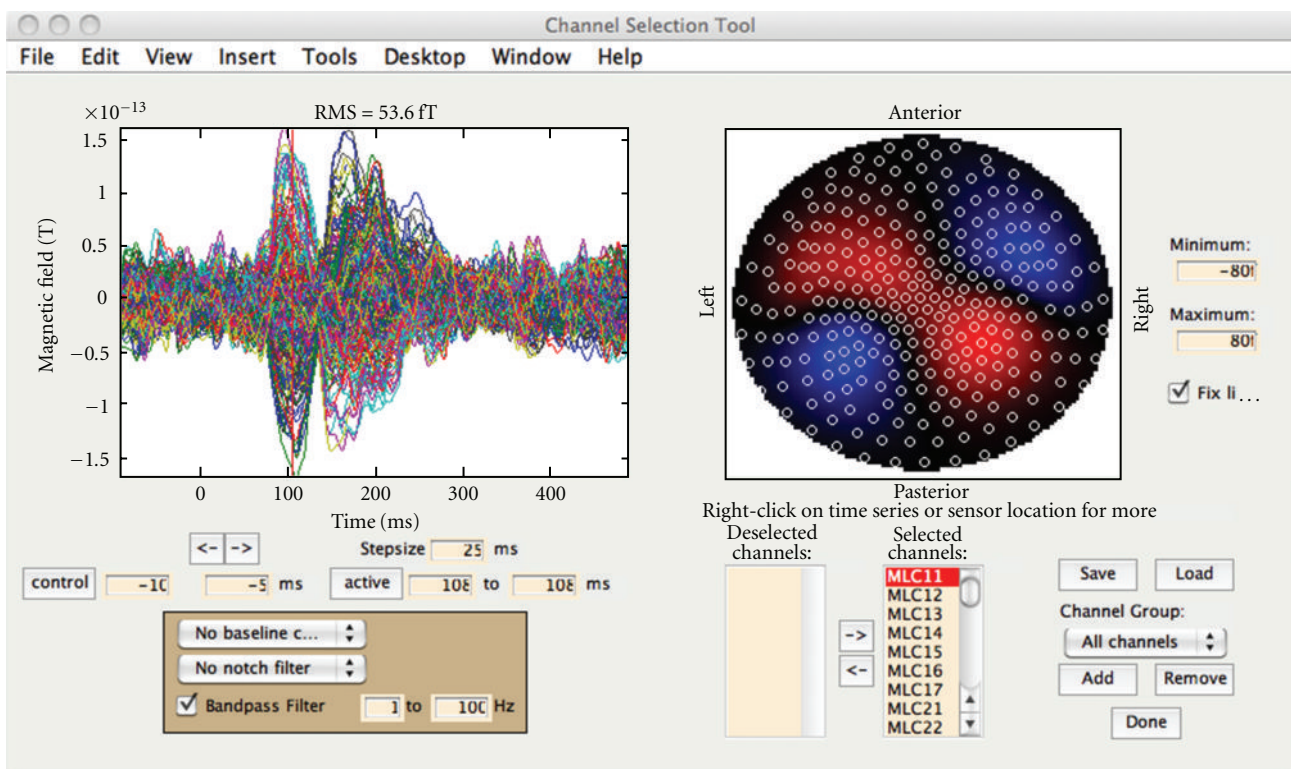 Channel Selection Tool
File Edit View Insert Tools Desktop Window Help
×10−13
RMS = 53.6 fT
1.5
1
0.5
0
−0.5
−1
−1.5
Magnetic field (T)
0 100 200 300 400
Time (ms)
Anterior
Left
Right
Pasterior
Minimum:
−80f
Maximum:
80f
Fix li ...
Right-click on time series or sensor location for more
<- ->
Stepsize 25 ms
control −10 −5 ms active 108 to 108 ms
No baseline c...
No notch filter
Bandpass Filter 1 to 100 Hz
Deselected channels:
Selected channels:
MLC11
MLC12
MLC13
MLC14
MLC15
MLC16
MLC17
MLC21
MLC22
->
<-
Save Load
Channel Group:
All channels
Add Remove
Done